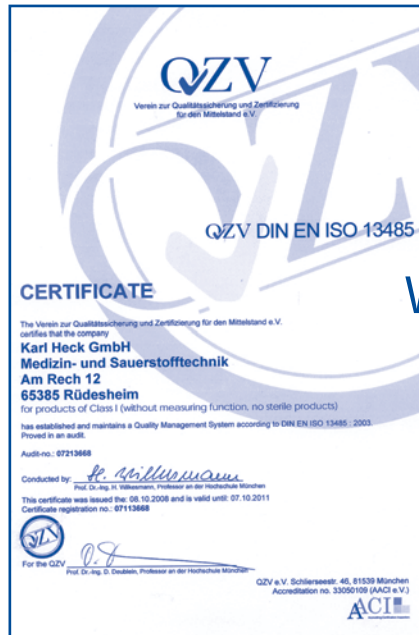 QZV
Verein zur Qualitätssicherung und Zertifizierung
für den Mittelstand e.V.
QZV DIN EN ISO 13485
CERTIFICATE
The Verein zur Qualitätssicherung und Zertifizierung für den Mittelstand e.V.
certifies that the company
Karl Heck GmbH
Medizin- und Sauerstofftechnik
Am Rech 12
65385 Rüdesheim
for products of Class I (without measuring function, no sterile products)
has established and maintains a Quality Management System according to DIN EN ISO 13485 : 2003.
Proved in an audit.
Audit-no.: 07213668
Conducted by:
Prof. Dr.-Ing. H. Wilkesmann, Professor an der Hochschule München
This certificate was issued the: 08.10.2008 and is valid until: 07.10.2011
Certificate registration no.: 07113668
QZV
For the QZV
Prof. Dr.-Ing. D. Deublein, Professor an der Hochschule München
QZV e.V. Schlierseestr. 46, 81539 München
Accreditation no. 33050109 (AACI e.V.)
AACI